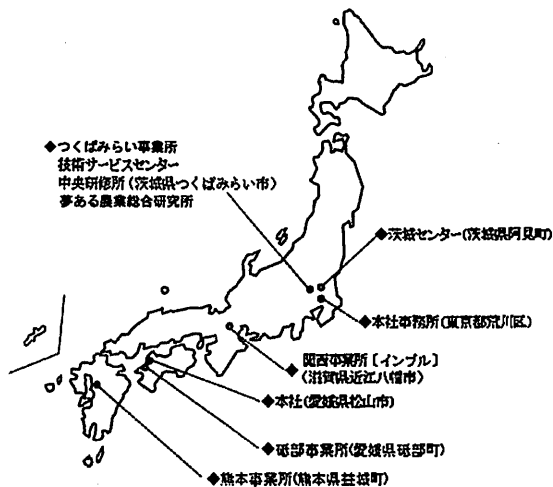 ◆つくばみらい事業所
技術サービスセンター
中央研修所(茨城県つくばみらい市)
夢ある農業総合研究所
◆茨城センター(茨城県阿見町)
◆本社事務所(東京都荒川区)
関西事業所［インプル］
◆(滋賀県近江八幡市)
◆本社(愛媛県松山市)
◆砥部事業所(愛媛県砥部町)
◆熊本事業所(熊本県益城町)